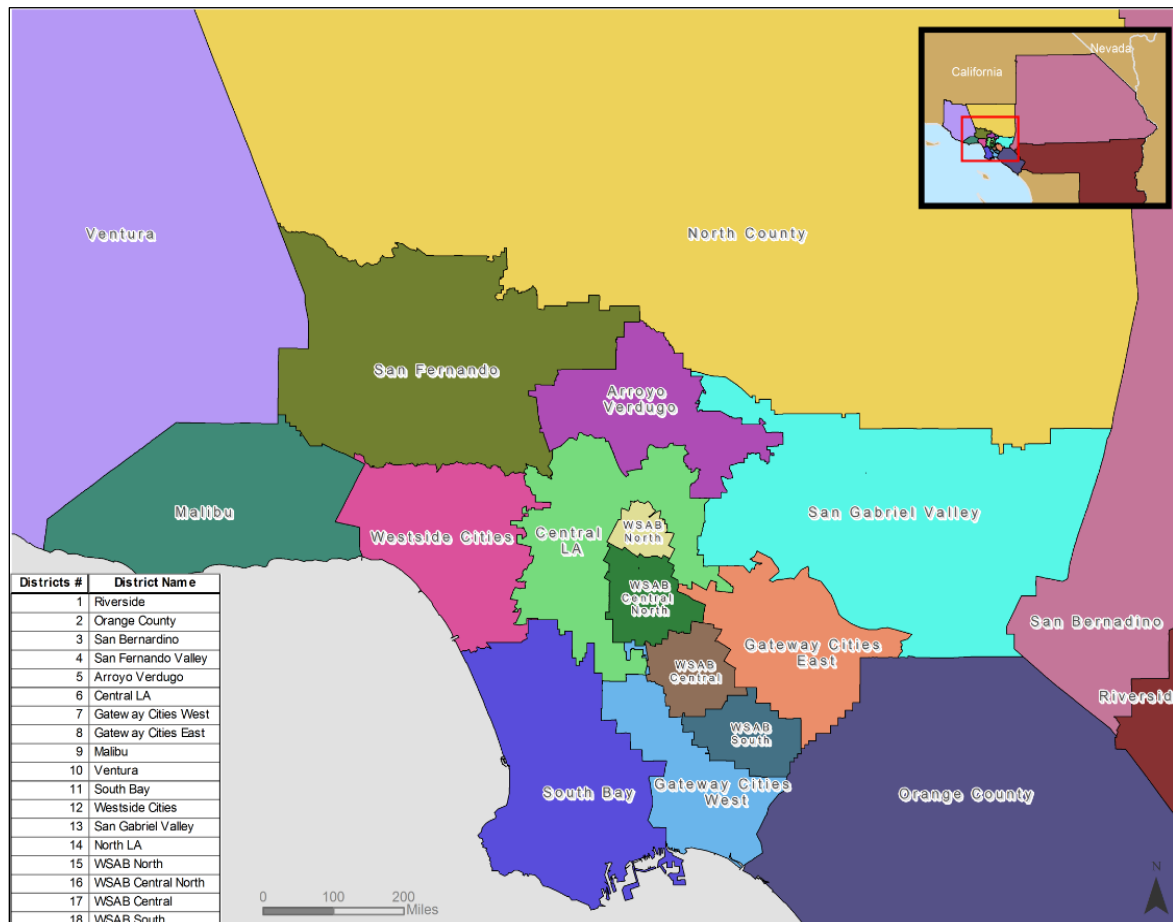 Nevada
California
Ventura
North County
San Fernando
Arroyo
Verdugo
Malibu
San Gabriel Valley
Westside Cities
Central
LA
WSAB
North
WSAB
Central
North
San Bernadino
Gateway Cities
East
WSAB
Central
Riversid
WSAB
South
South Bay
Gateway Cities
West
Orange County
Districts # District Name
1 Riverside
2 Orange County
3 San Bernardino
4 San Fernando Valley
5 Arroyo Verdugo
6 Central LA
7 Gateway Cities West
8 Gateway Cities East
9 Malibu
10 Ventura
11 South Bay
12 Westside Cities
13 San Gabriel Valley
14 North LA
15 WSAB North
16 WSAB Central North
17 WSAB Central
18 WSAB South
0 100 200
Miles
N